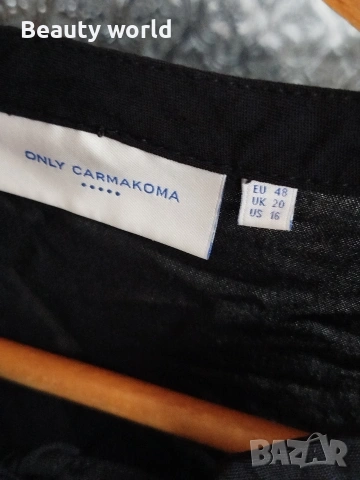 Beauty world
ONLY CARMAKOMA
EU 48
UK 20
US 16
BAZAR